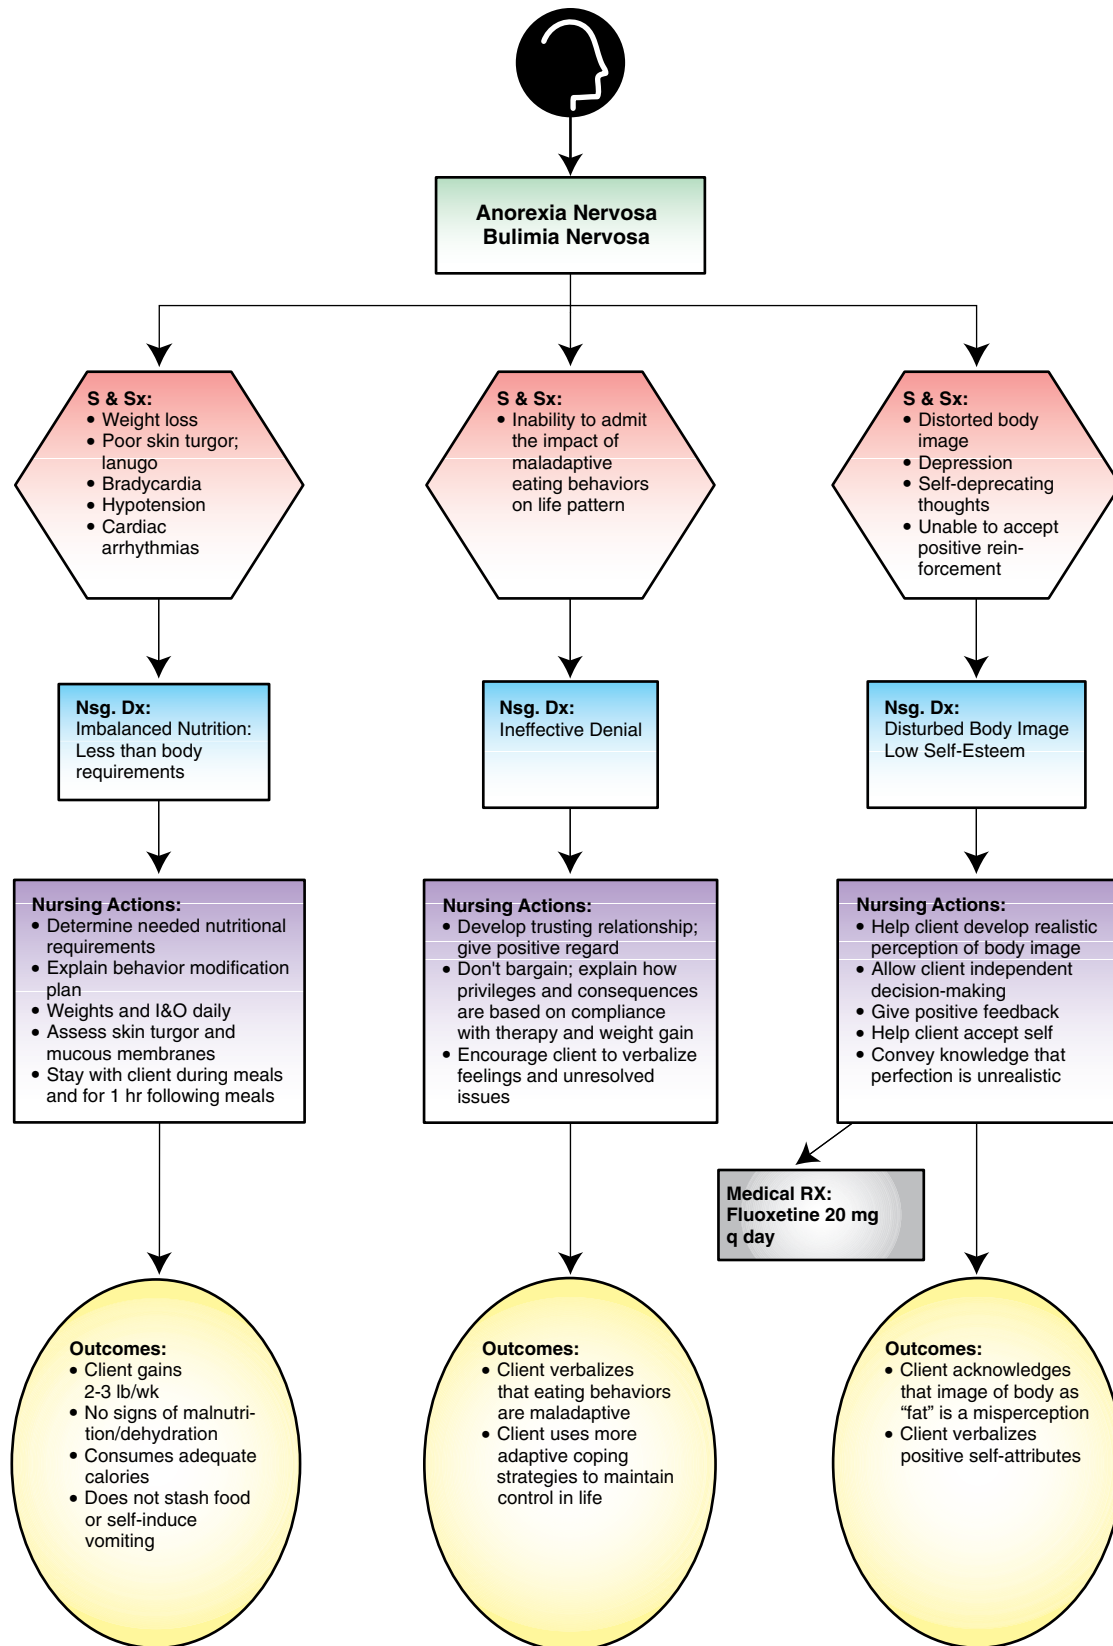 Anorexia Nervosa
Bulimia Nervosa
S & Sx:
• Weight loss
• Poor skin turgor;
lanugo
• Bradycardia
• Hypotension
• Cardiac
arrhythmias
S & Sx:
• Inability to admit
the impact of
maladaptive
eating behaviors
on life pattern
S & Sx:
• Distorted body
image
• Depression
• Self-deprecating
thoughts
• Unable to accept
positive rein-
forcement
Nsg. Dx:
Imbalanced Nutrition:
Less than body
requirements
Nsg. Dx:
Ineffective Denial
Nsg. Dx:
Disturbed Body Image
Low Self-Esteem
Nursing Actions:
• Determine needed nutritional
requirements
• Explain behavior modification
plan
• Weights and I&O daily
• Assess skin turgor and
mucous membranes
• Stay with client during meals
and for 1 hr following meals
Nursing Actions:
• Develop trusting relationship;
give positive regard
• Don't bargain; explain how
privileges and consequences
are based on compliance
with therapy and weight gain
• Encourage client to verbalize
feelings and unresolved
issues
Nursing Actions:
• Help client develop realistic
perception of body image
• Allow client independent
decision-making
• Give positive feedback
• Help client accept self
• Convey knowledge that
perfection is unrealistic
Medical RX:
Fluoxetine 20 mg
q day
Outcomes:
• Client gains
2-3 lb/wk
• No signs of malnutri-
tion/dehydration
• Consumes adequate
calories
• Does not stash food
or self-induce
vomiting
Outcomes:
• Client verbalizes
that eating behaviors
are maladaptive
• Client uses more
adaptive coping
strategies to maintain
control in life
Outcomes:
• Client acknowledges
that image of body as
“fat” is a misperception
• Client verbalizes
positive self-attributes